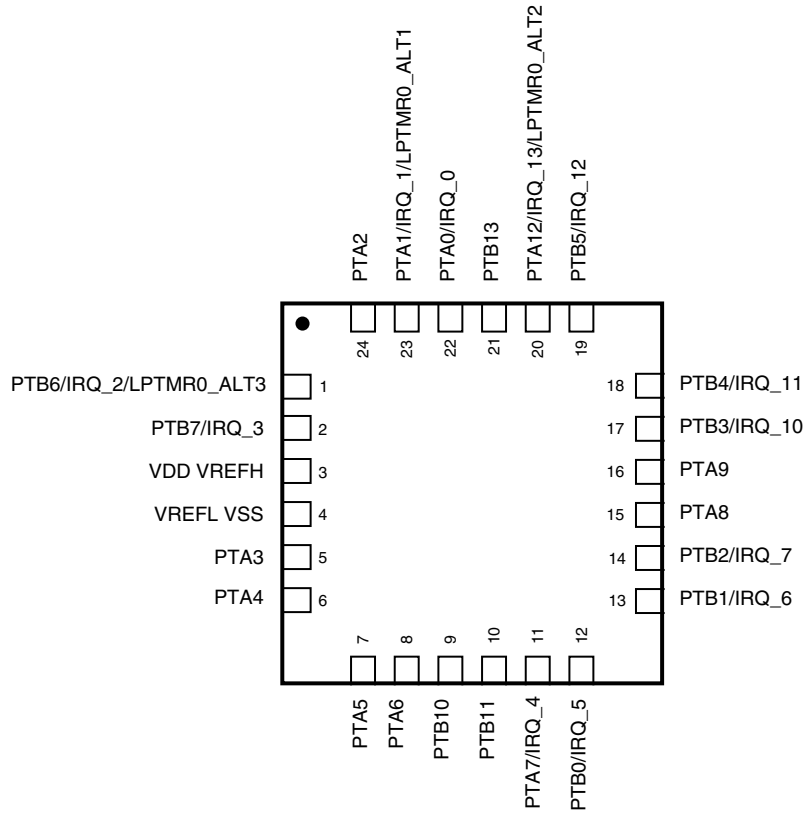 PTA2
PTA1/IRQ_1/LPTMR0_ALT1
PTA0/IRQ_0
PTB13
PTA12/IRQ_13/LPTMR0_ALT2
PTB5/IRQ_12
24
23
22
21
20
19
PTB6/IRQ_2/LPTMR0_ALT3
1
18
PTB4/IRQ_11
PTB7/IRQ_3
2
17
PTB3/IRQ_10
VDD VREFH
3
16
PTA9
VREFL VSS
4
15
PTA8
PTA3
5
14
PTB2/IRQ_7
PTA4
6
13
PTB1/IRQ_6
7
8
9
10
11
12
PTA5
PTA6
PTB10
PTB11
PTA7/IRQ_4
PTB0/IRQ_5